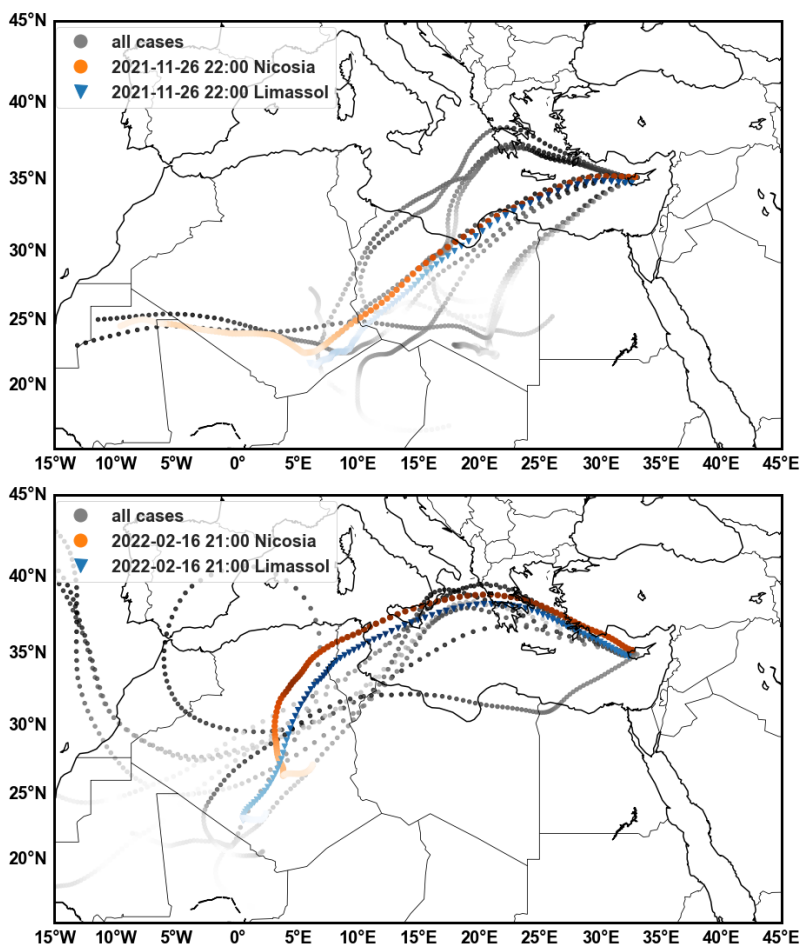 45°N
all cases
2021-11-26 22:00 Nicosia
2021-11-26 22:00 Limassol
40°N
35°N
30°N
25°N
20°N
15°W 10°W 5°W 0° 5°E 10°E 15°E 20°E 25°E 30°E 35°E 40°E 45°E
45°N
all cases
2022-02-16 21:00 Nicosia
2022-02-16 21:00 Limassol
40°N
35°N
30°N
25°N
20°N
15°W 10°W 5°W 0° 5°E 10°E 15°E 20°E 25°E 30°E 35°E 40°E 45°E